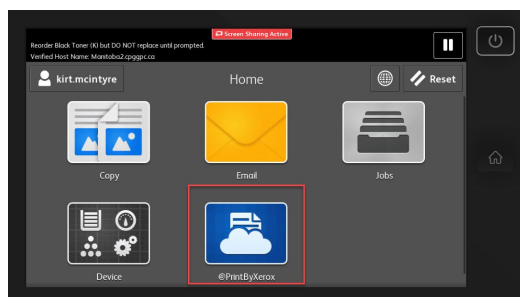 Screen Sharing Active
Reorder Black Toner (K) but DO NOT replace until prompted.
Verified Host Name: Manitoba2.cpggpc.ca
kirt.mcintyre
Home
Reset
Copy
Email
Jobs
Device
@PrintByXerox